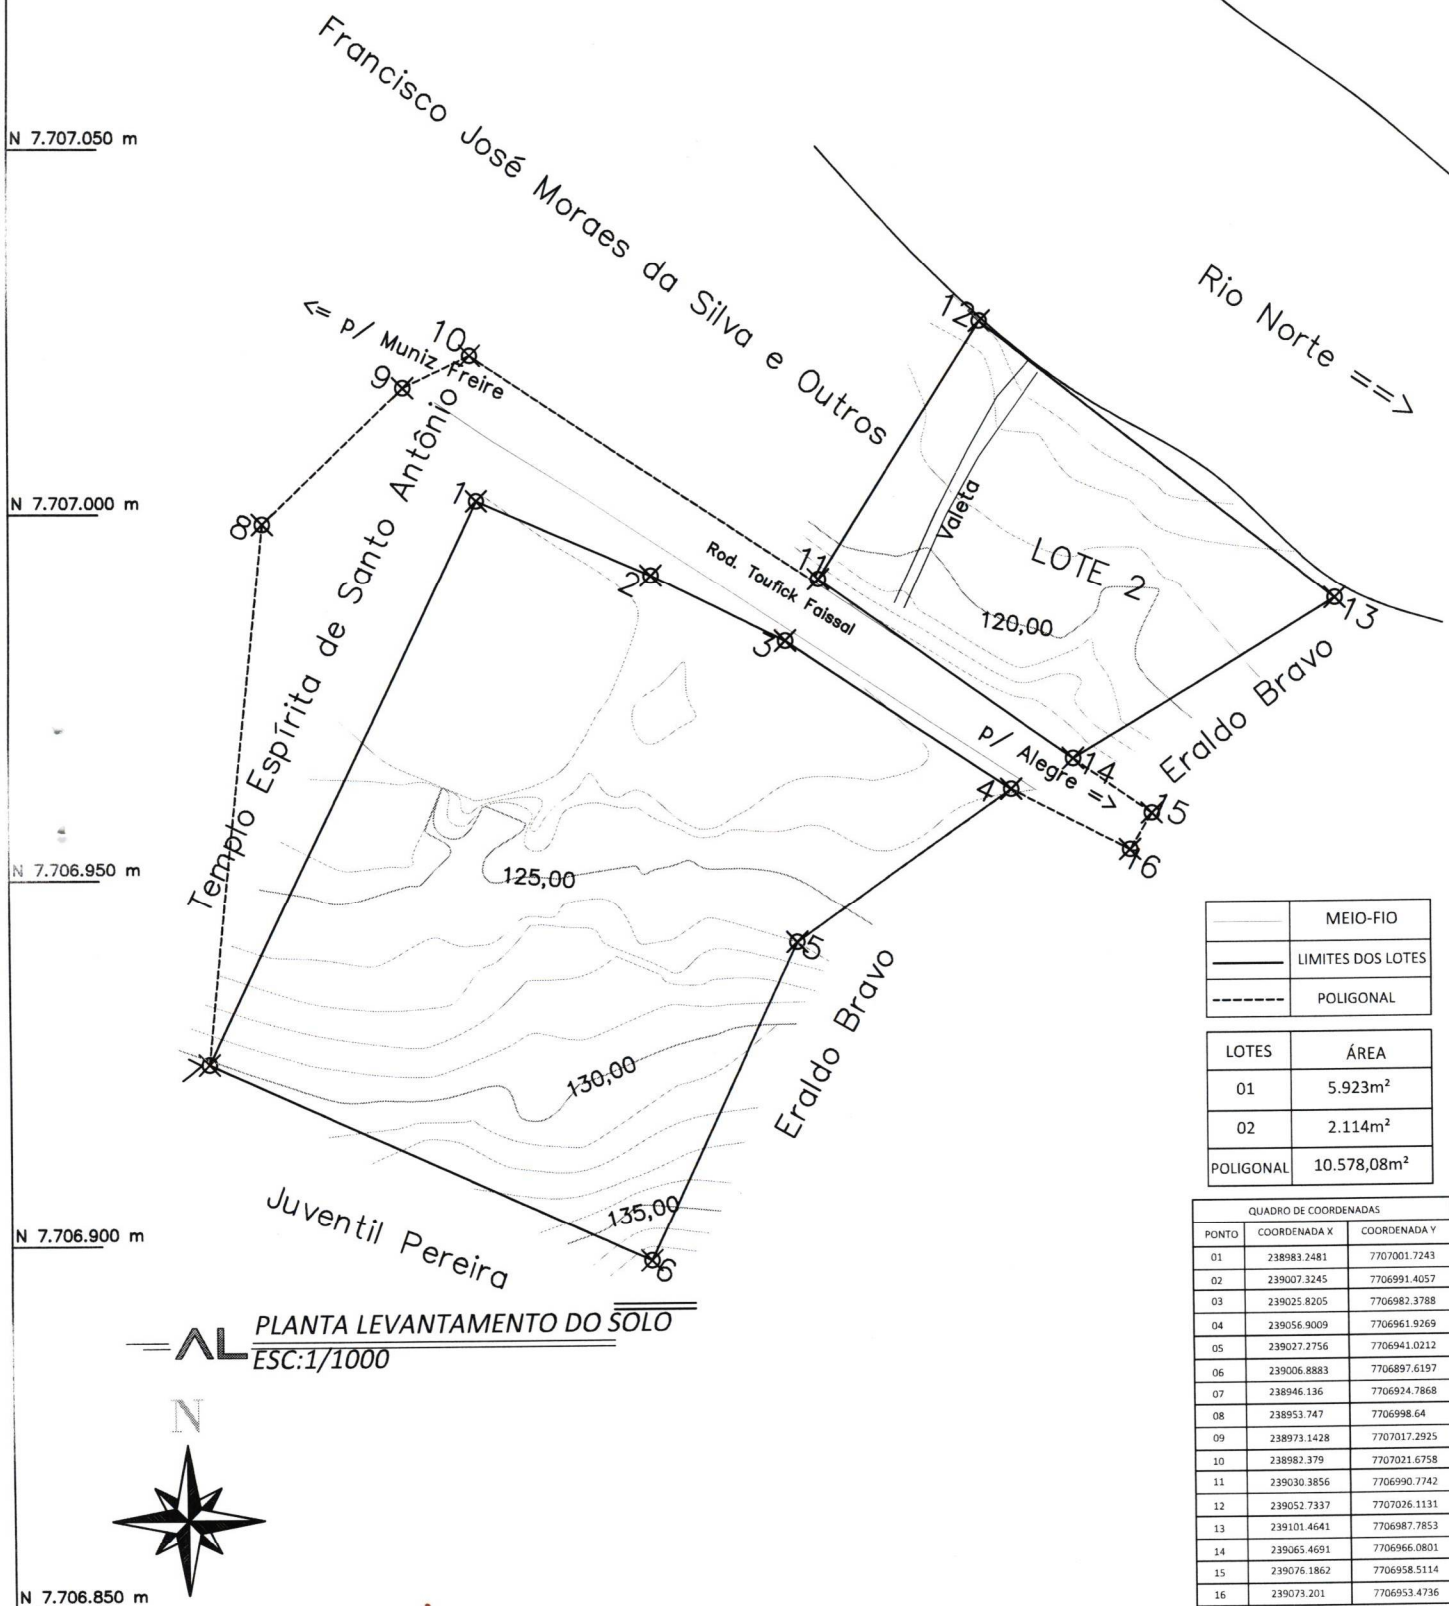 Francisco José Moraes da Silva e Outros
N 7.707.050 m
Rio Norte ==>
<= p/ Muniz Freire
10
12
9
Templo Espírita de Santo Antônio
N 7.707.000 m
1
8
Valeta
11
LOTE 2
Rod. Toufick Faissal
2
120,00
13
3
Eraldo Bravo
p/ Alegre =>
14
4
15
16
N 7.706.950 m
125,00
5
Eraldo Bravo
7
130,00
135,00
Juventil Pereira
N 7.706.900 m
6
AL
PLANTA LEVANTAMENTO DO SOLO
ESC:1/1000
N
N 7.706.850 m
MEIO-FIO
LIMITES DOS LOTES
POLIGONAL
LOTES ÁREA
01 5.923m²
02 2.114m²
POLIGONAL 10.578,08m²
QUADRO DE COORDENADAS
PONTO COORDENADA X COORDENADA Y
01 238983.2481 7707001.7243
02 239007.3245 7706991.4057
03 239025.8205 7706982.3788
04 239056.9009 7706961.9269
05 239027.2756 7706941.0212
06 239006.8883 7706897.6197
07 238946.136 7706924.7868
08 238953.747 7706998.64
09 238973.1428 7707017.2925
10 238982.379 7707021.6758
11 239030.3856 7706990.7742
12 239052.7337 7707026.1131
13 239101.4641 7706987.7853
14 239065.4691 7706966.0801
15 239076.1862 7706958.5114
16 239073.201 7706953.4736